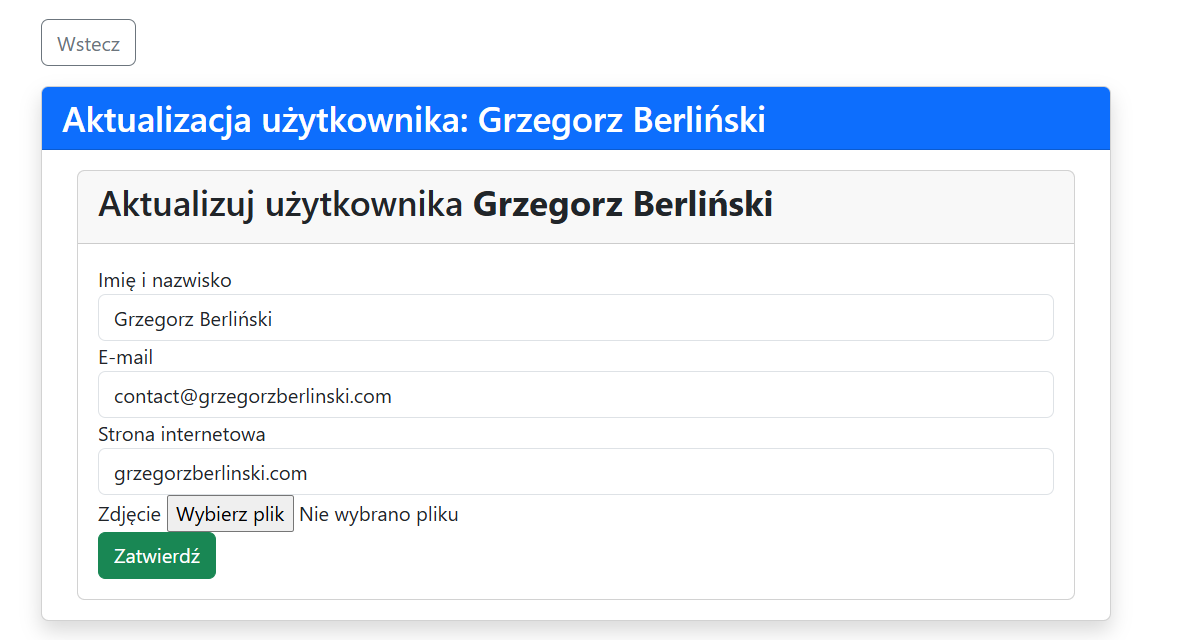 Wstecz
Aktualizacja użytkownika: Grzegorz Berliński
Aktualizuj użytkownika Grzegorz Berliński
Imię i nazwisko
Grzegorz Berliński
E-mail
contact@grzegorzberlinski.com
Strona internetowa
grzegorzberlinski.com
Zdjęcie Wybierz plik Nie wybrano pliku
Zatwierdź